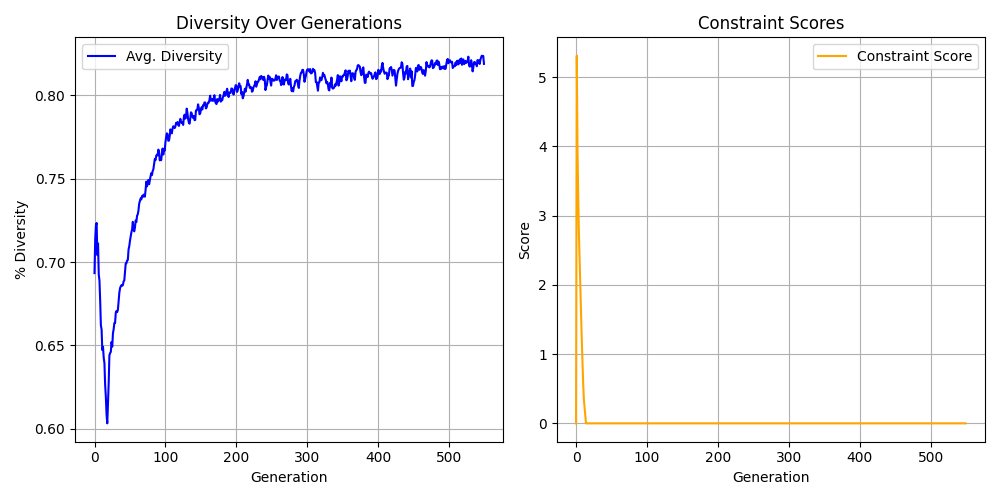 Diversity Over Generations
Avg. Diversity
% Diversity
0.80
0.75
0.70
0.65
0.60
0 100 200 300 400 500
Generation
Constraint Scores
Constraint Score
Score
5
4
3
2
1
0
0 100 200 300 400 500
Generation